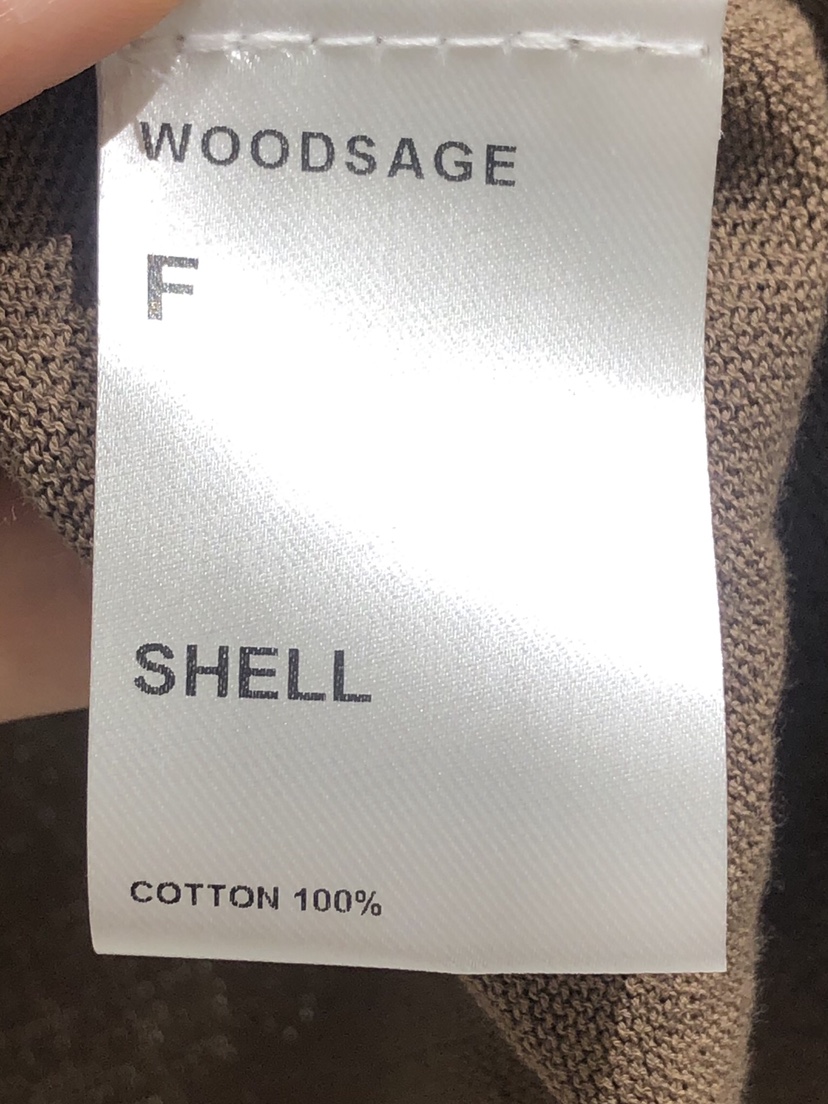 WOODSAGE
F
SHELL
COTTON 100%